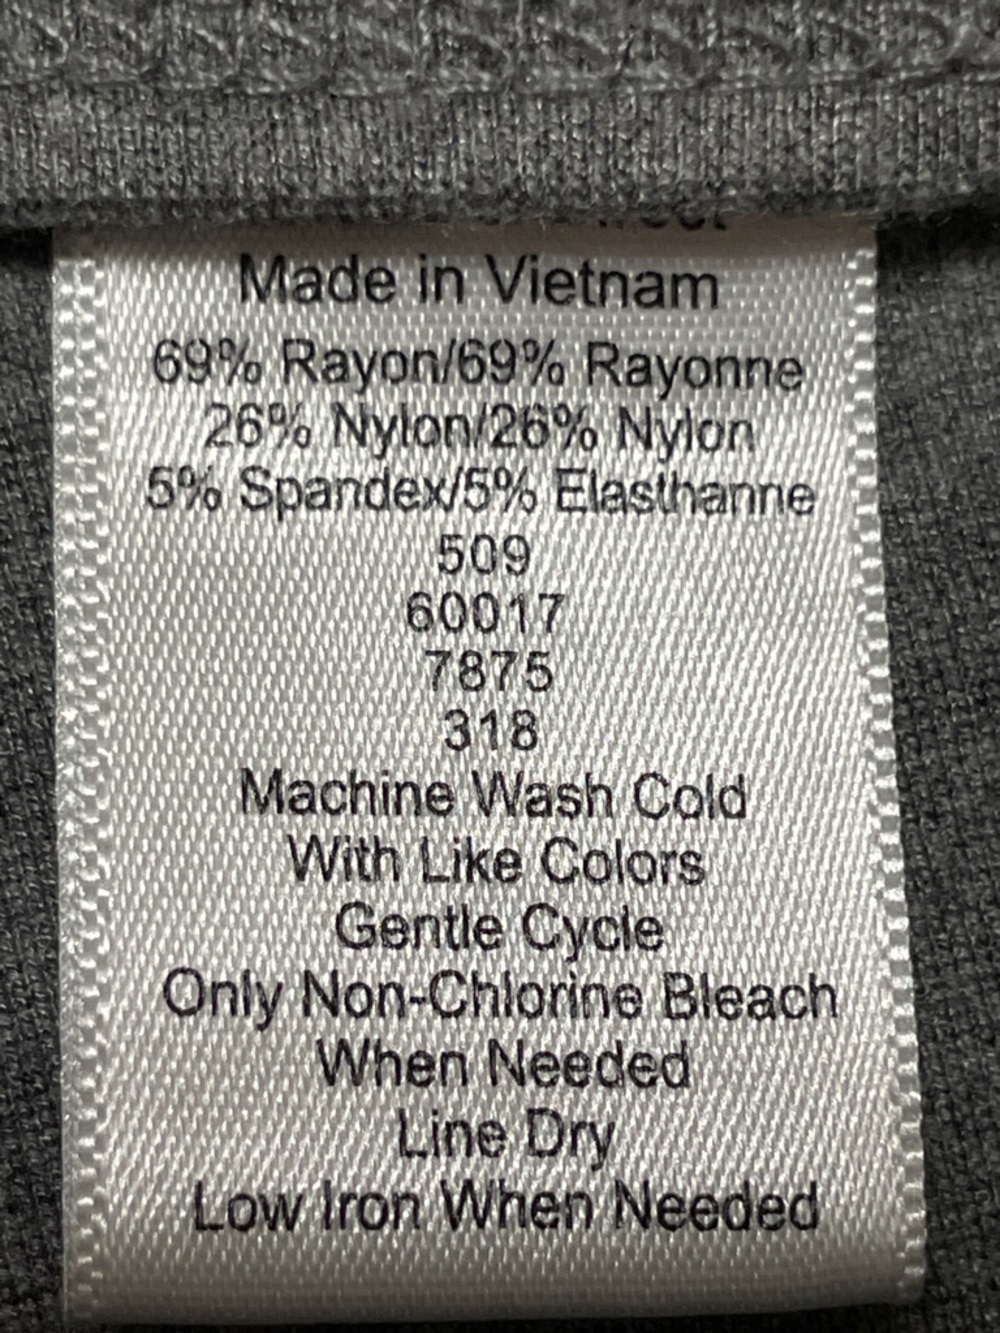 Made in Vietnam
69% Rayon/69% Rayonne
26% Nylon/26% Nylon
5% Spandex/5% Elasthanne
509
60017
7875
318
Machine Wash Cold
With Like Colors
Gentle Cycle
Only Non-Chlorine Bleach
When Needed
Line Dry
Low Iron When Needed